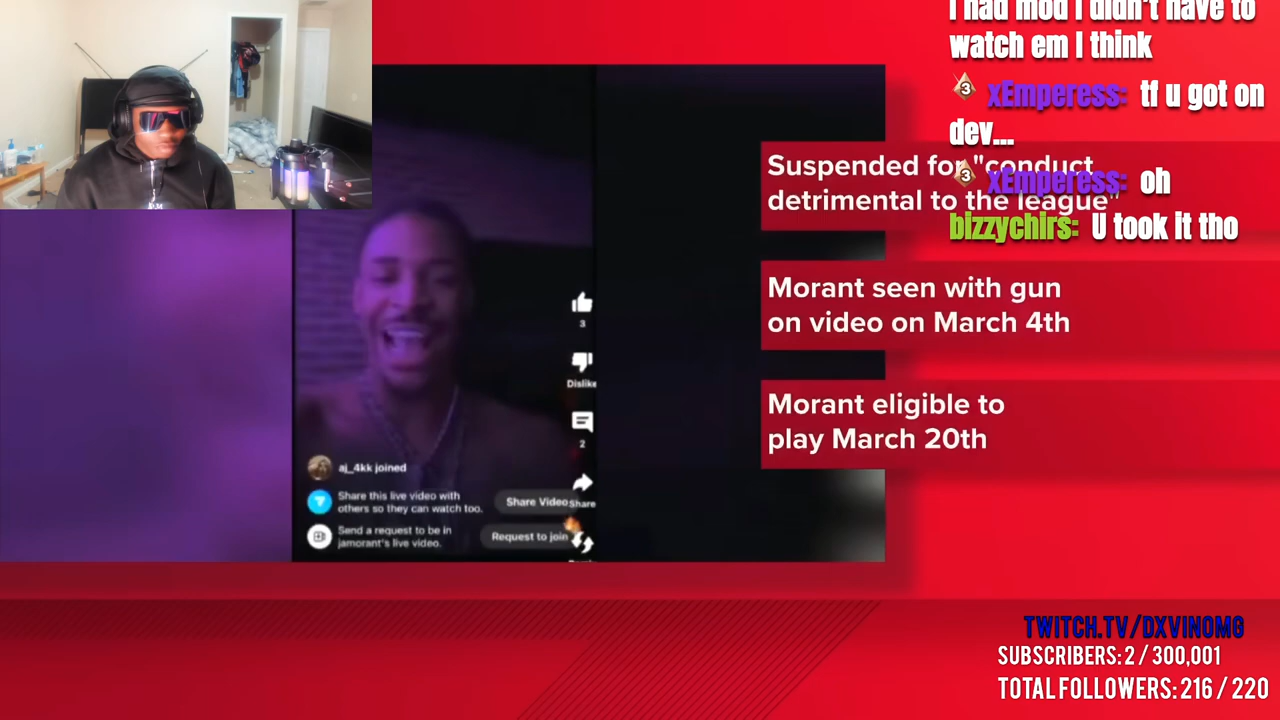 I had mod I didn't have to
watch em I think
3 xEmperess: tf u got on
dev...
3 xEmperess: oh
bizzychirs: U took it tho
Suspended for "conduct
detrimental to the league"
Morant seen with gun
on video on March 4th
Morant eligible to
play March 20th
3
Dislike
2
Share
aj_4kk joined
Share this live video with
others so they can watch too.
Share Video
Send a request to be in
jamorant's live video.
Request to join
TWITCH.TV/DXVINOMG
SUBSCRIBERS: 2 / 300,001
TOTAL FOLLOWERS: 216 / 220